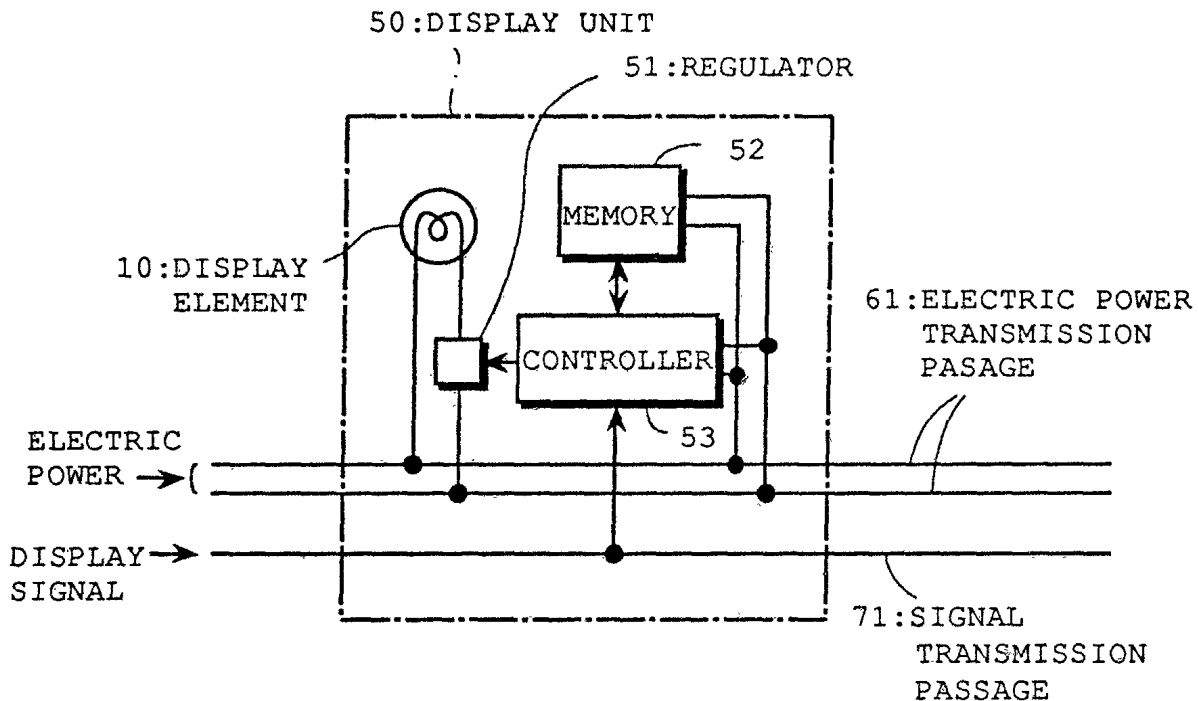 50:DISPLAY UNIT
51:REGULATOR
52
MEMORY
10:DISPLAY
ELEMENT
61:ELECTRIC POWER
TRANSMISSION
PASAGE
CONTROLLER
53
ELECTRIC
POWER
DISPLAY
SIGNAL
71:SIGNAL
TRANSMISSION
PASSAGE